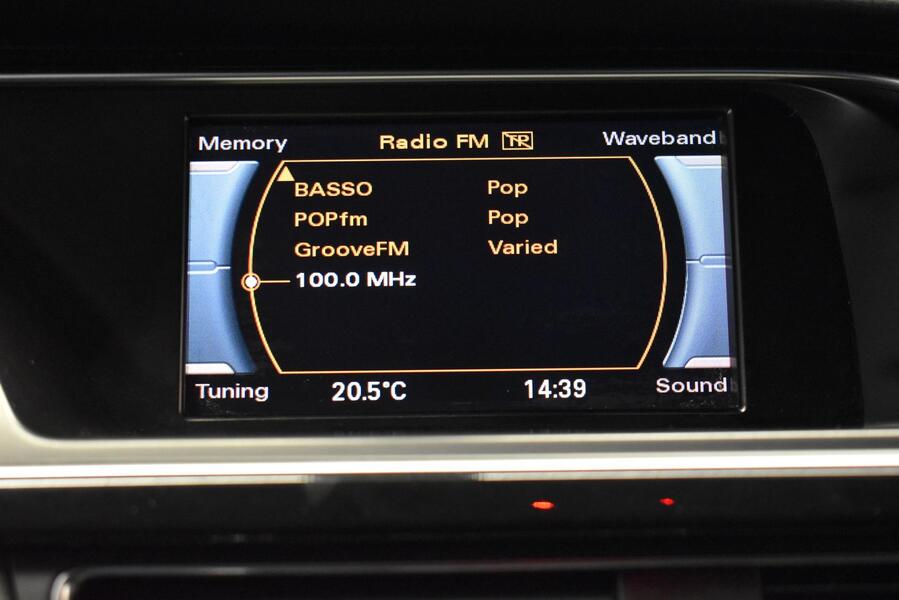 Memory Radio FM TP Waveband
BASSO Pop
POPfm Pop
GrooveFM Varied
100.0 MHz
Tuning 20.5°C 14:39 Sound